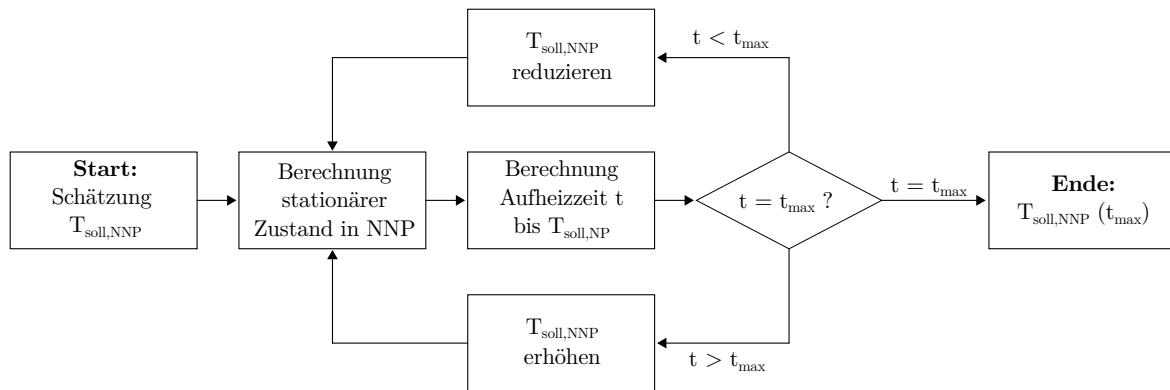 T_soll,NNP
reduzieren
t < t_max
Start:
Schätzung
T_soll,NNP
Berechnung
stationärer
Zustand in NNP
Berechnung
Aufheizzeit t
bis T_soll,NP
t = t_max ?
t = t_max
Ende:
T_soll,NNP (t_max)
T_soll,NNP
erhöhen
t > t_max